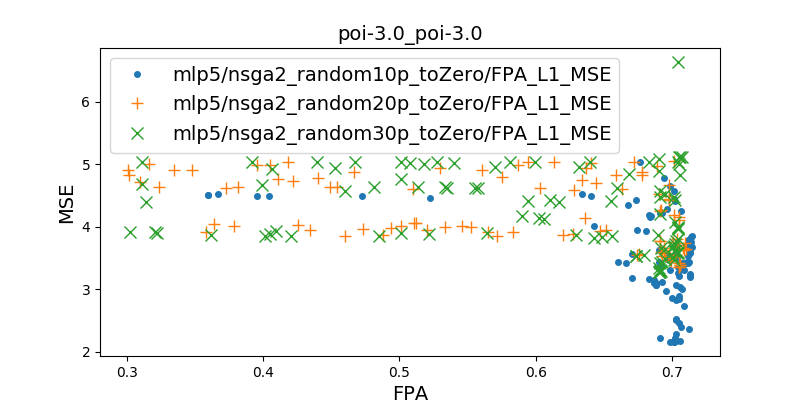 poi-3.0_poi-3.0
mlp5/nsga2_random10p_toZero/FPA_L1_MSE
mlp5/nsga2_random20p_toZero/FPA_L1_MSE
mlp5/nsga2_random30p_toZero/FPA_L1_MSE
MSE
6
5
4
3
2
0.3 0.4 0.5 0.6 0.7
FPA